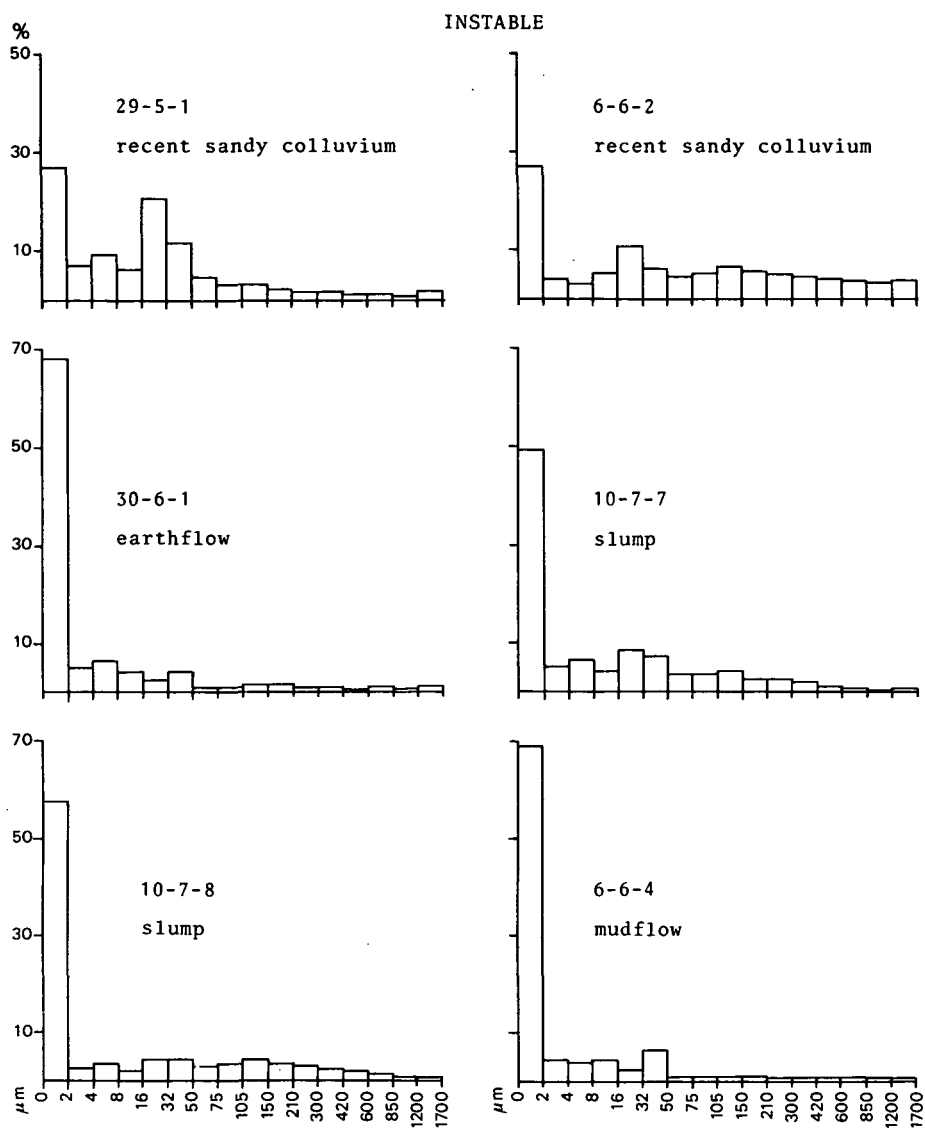 INSTABLE
%
50
30
10
29-5-1
recent sandy colluvium
6-6-2
recent sandy colluvium
70
50
30
10
30-6-1
earthflow
10-7-7
slump
70
50
30
10
10-7-8
slump
6-6-4
mudflow
µm 0 2 4 8 16 32 50 75 105 150 210 300 420 600 850 1200 1700
µm 0 2 4 8 16 32 50 75 105 150 210 300 420 600 850 1200 1700